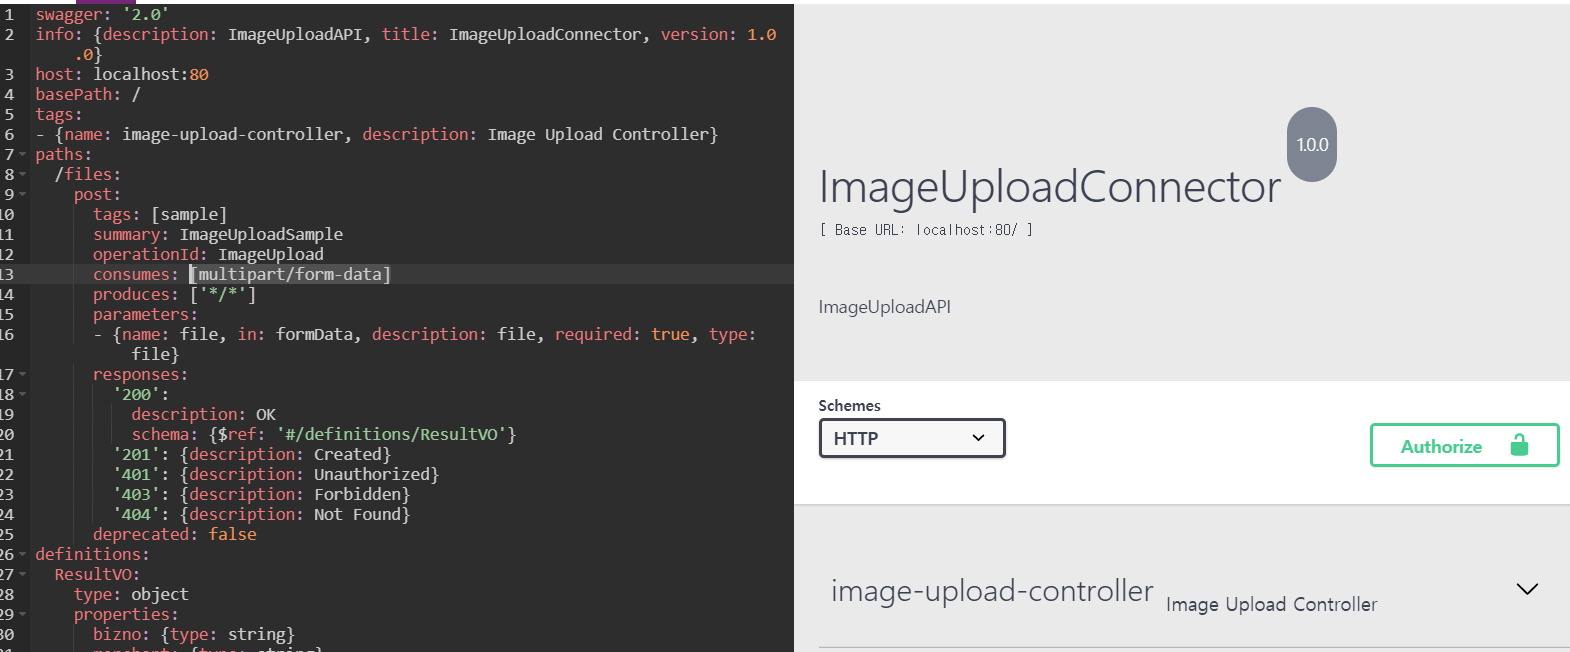 1 swagger: '2.0'
2 info: {description: ImageUploadAPI, title: ImageUploadConnector, version: 1.0
.0}
3 host: localhost:80
4 basePath: /
5 tags:
6 - {name: image-upload-controller, description: Image Upload Controller}
7 paths:
8 /files:
9 post:
10 tags: [sample]
11 summary: ImageUploadSample
12 operationId: ImageUpload
13 consumes: [multipart/form-data]
14 produces: ['*/*']
15 parameters:
16 - {name: file, in: formData, description: file, required: true, type:
file}
17 responses:
18 '200':
19 description: OK
20 schema: {$ref: '#/definitions/ResultVO'}
21 '201': {description: Created}
22 '401': {description: Unauthorized}
23 '403': {description: Forbidden}
24 '404': {description: Not Found}
25 deprecated: false
26 definitions:
27 ResultVO:
28 type: object
29 properties:
30 bizno: {type: string}
1.0.0
ImageUploadConnector
[ Base URL: localhost:80/ ]
ImageUploadAPI
Schemes
HTTP
Authorize
image-upload-controller Image Upload Controller